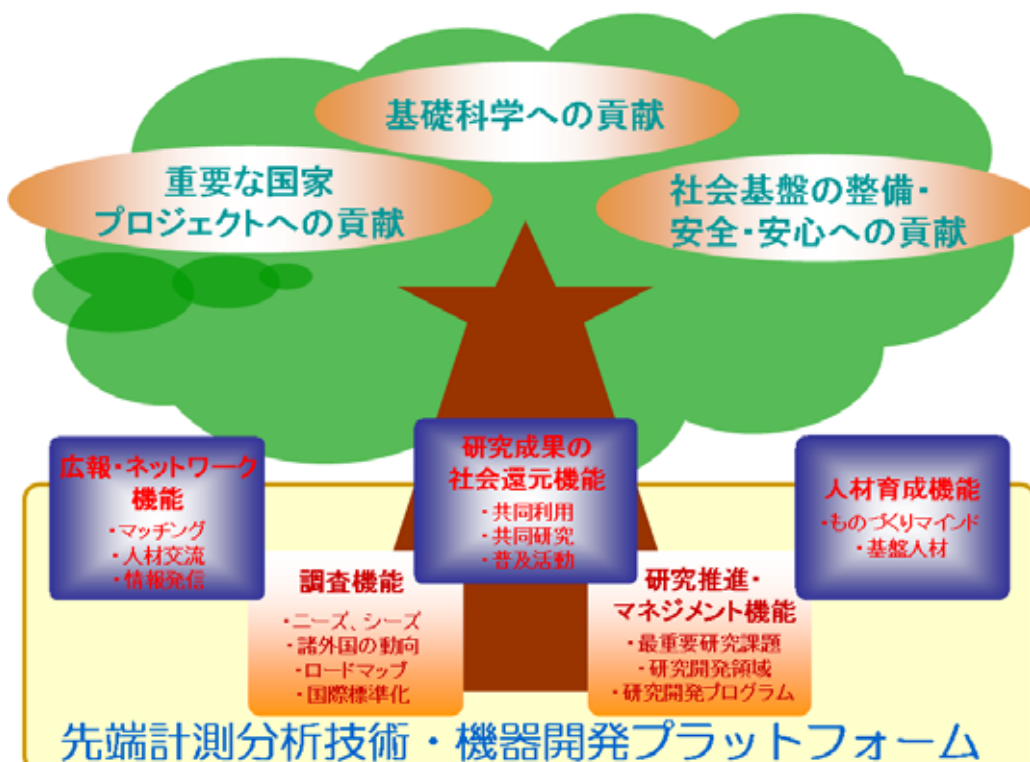 基礎科学への貢献
重要な国家
プロジェクトへの貢献
社会基盤の整備・
安全・安心への貢献
広報・ネットワーク
機能
・マッチング
・人材交流
・情報発信
研究成果の
社会還元機能
・共同利用
・共同研究
・普及活動
人材育成機能
・ものづくりマインド
・基盤人材
調査機能
・ニーズ、シーズ
・諸外国の動向
・ロードマップ
・国際標準化
研究推進・
マネジメント機能
・最重要研究課題
・研究開発領域
・研究開発プログラム
先端計測分析技術・機器開発プラットフォーム